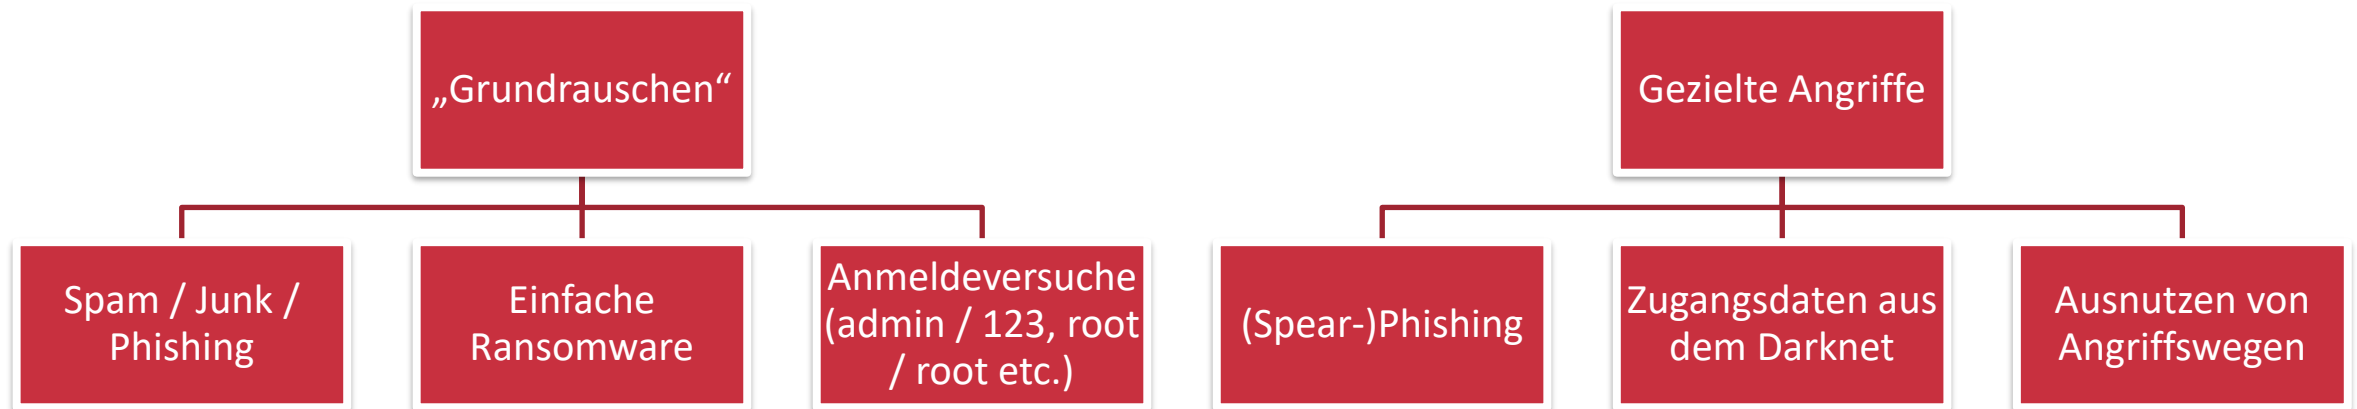 „Grundrauschen“
Gezielte Angriffe
Spam / Junk /
Phishing
Einfache
Ransomware
Anmeldeversuche
(admin / 123, root
/ root etc.)
(Spear-)Phishing
Zugangsdaten aus
dem Darknet
Ausnutzen von
Angriffswegen